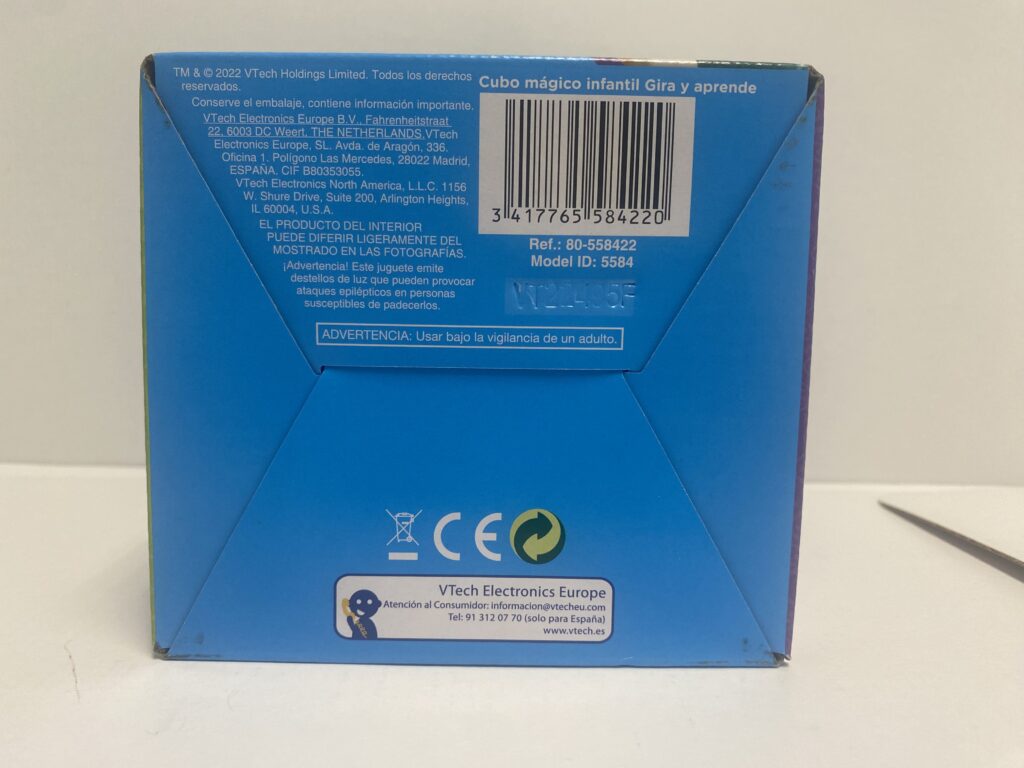 TM & © 2022 VTech Holdings Limited. Todos los derechos
reservados.
Conserve el embalaje, contiene información importante.
VTech Electronics Europe B.V., Fahrenheitstraat
22, 6003 DC Weert, THE NETHERLANDS.VTech
Electronics Europe, SL. Avda. de Aragón, 336.
Oficina 1. Polígono Las Mercedes, 28022 Madrid,
ESPAÑA. CIF B80353055.
VTech Electronics North America, L.L.C. 1156
W. Shure Drive, Suite 200, Arlington Heights,
IL 60004, U.S.A.
EL PRODUCTO DEL INTERIOR
PUEDE DIFERIR LIGERAMENTE DEL
MOSTRADO EN LAS FOTOGRAFÍAS.
¡Advertencia! Este juguete emite
destellos de luz que pueden provocar
ataques epilépticos en personas
susceptibles de padecerlos.
Cubo mágico infantil Gira y aprende
3 417765 584220
Ref.: 80-558422
Model ID: 5584
ADVERTENCIA: Usar bajo la vigilancia de un adulto.
CE
VTech Electronics Europe
Atención al Consumidor: informacion@vtecheu.com
Tel: 91 312 07 70 (solo para España)
www.vtech.es